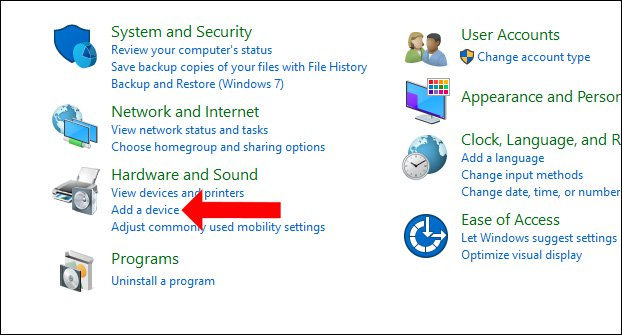 System and Security
Review your computer's status
Save backup copies of your files with File History
Backup and Restore (Windows 7)
Network and Internet
View network status and tasks
Choose homegroup and sharing options
Hardware and Sound
View devices and printers
Add a device
Adjust commonly used mobility settings
Programs
Uninstall a program
User Accounts
Change account type
Appearance and Person
Clock, Language, and R
Add a language
Change input methods
Change date, time, or number
Ease of Access
Let Windows suggest settings
Optimize visual display